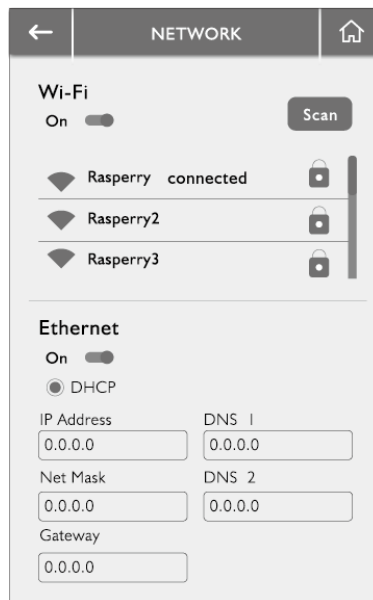 NETWORK
Wi-Fi
On
Scan
Rasperry connected
Rasperry2
Rasperry3
Ethernet
On
DHCP
IP Address DNS 1
0.0.0.0 0.0.0.0
Net Mask DNS 2
0.0.0.0 0.0.0.0
Gateway
0.0.0.0